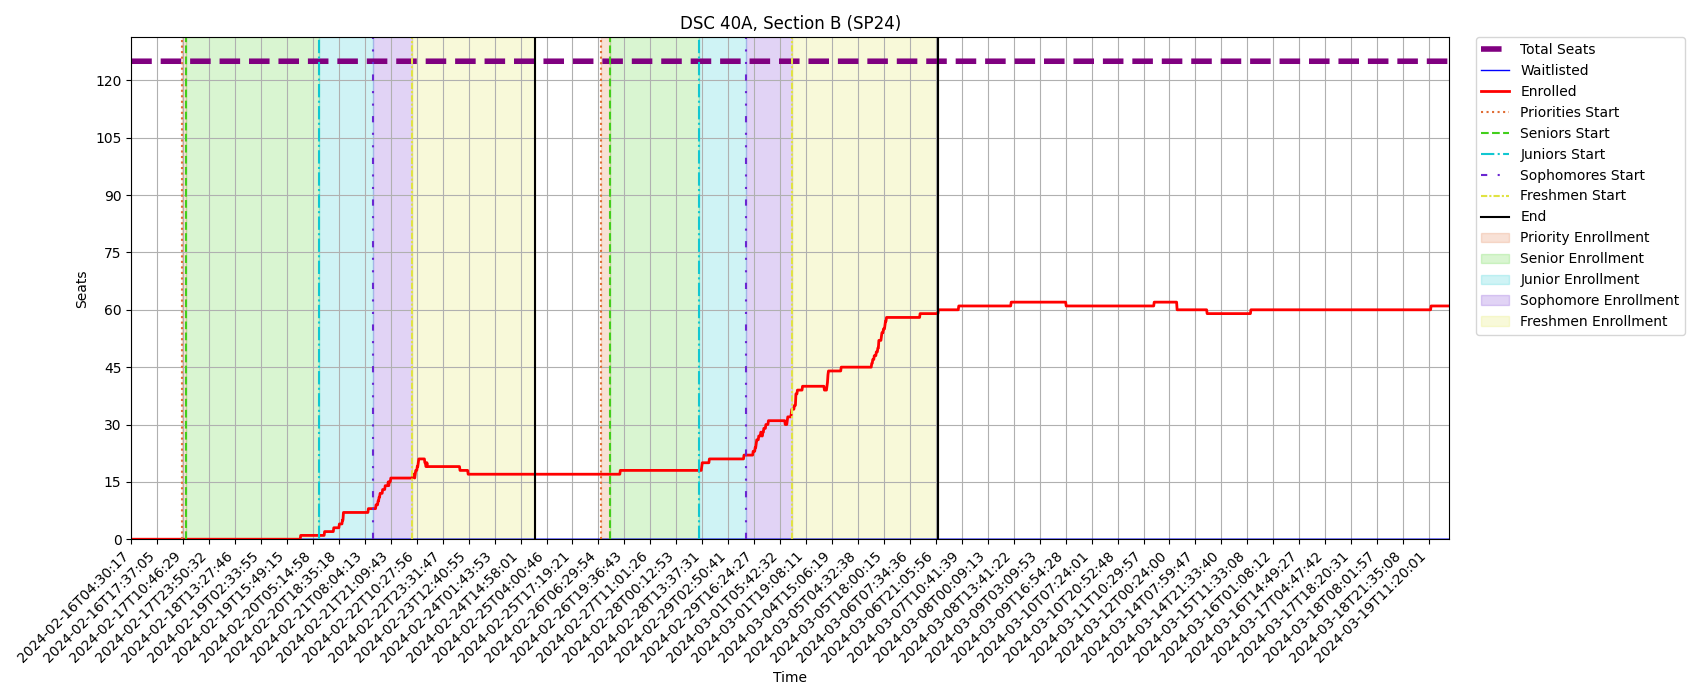 DSC 40A, Section B (SP24)
Seats
120
105
90
75
60
45
30
15
0
2024-02-16T04:30:17
2024-02-16T17:37:05
2024-02-17T10:46:29
2024-02-17T23:50:32
2024-02-18T13:27:46
2024-02-19T02:33:55
2024-02-19T15:49:15
2024-02-20T05:14:58
2024-02-20T18:35:18
2024-02-21T08:04:13
2024-02-21T21:09:43
2024-02-22T10:27:56
2024-02-22T23:31:47
2024-02-23T12:40:55
2024-02-24T01:43:53
2024-02-24T14:58:01
2024-02-25T04:00:46
2024-02-25T17:19:21
2024-02-26T06:29:54
2024-02-26T19:36:43
2024-02-27T11:01:26
2024-02-28T00:12:53
2024-02-28T13:37:31
2024-02-29T02:50:41
2024-02-29T16:24:27
2024-03-01T05:42:32
2024-03-01T19:08:11
2024-03-04T15:06:19
2024-03-05T04:32:38
2024-03-05T18:00:15
2024-03-06T07:34:36
2024-03-06T21:05:56
2024-03-07T10:41:39
2024-03-08T00:09:13
2024-03-08T13:41:22
2024-03-09T03:09:53
2024-03-09T16:54:28
2024-03-10T07:24:01
2024-03-10T20:52:48
2024-03-11T10:29:57
2024-03-12T00:24:00
2024-03-14T07:59:47
2024-03-14T21:33:40
2024-03-15T11:33:08
2024-03-16T01:08:12
2024-03-16T14:49:27
2024-03-17T04:47:42
2024-03-17T18:20:31
2024-03-18T08:01:57
2024-03-18T21:35:08
2024-03-19T11:20:01
Time
Total Seats
Waitlisted
Enrolled
Priorities Start
Seniors Start
Juniors Start
Sophomores Start
Freshmen Start
End
Priority Enrollment
Senior Enrollment
Junior Enrollment
Sophomore Enrollment
Freshmen Enrollment